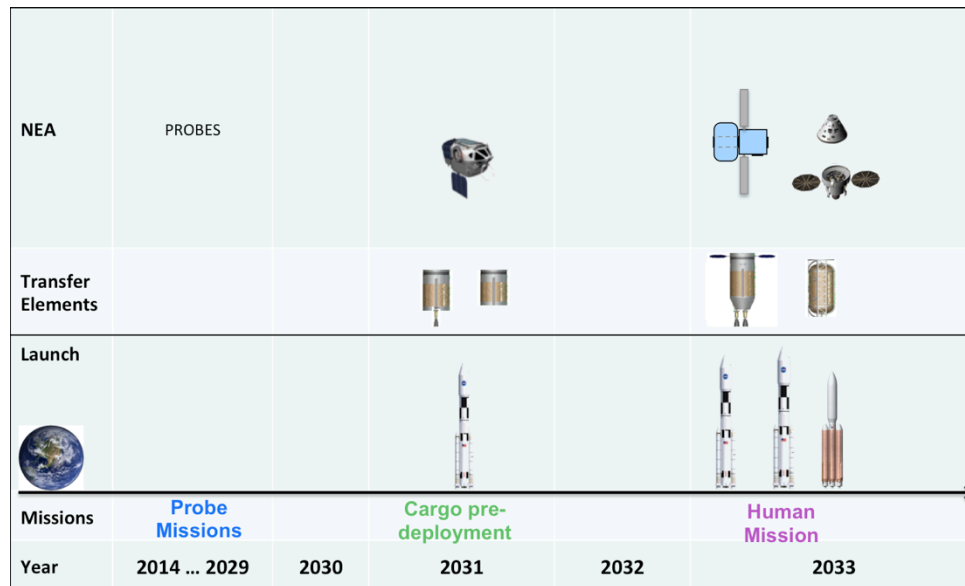 NEA
PROBES
Transfer
Elements
Launch
Missions
Probe
Missions
Cargo pre-
deployment
Human
Mission
Year
2014 ... 2029
2030
2031
2032
2033